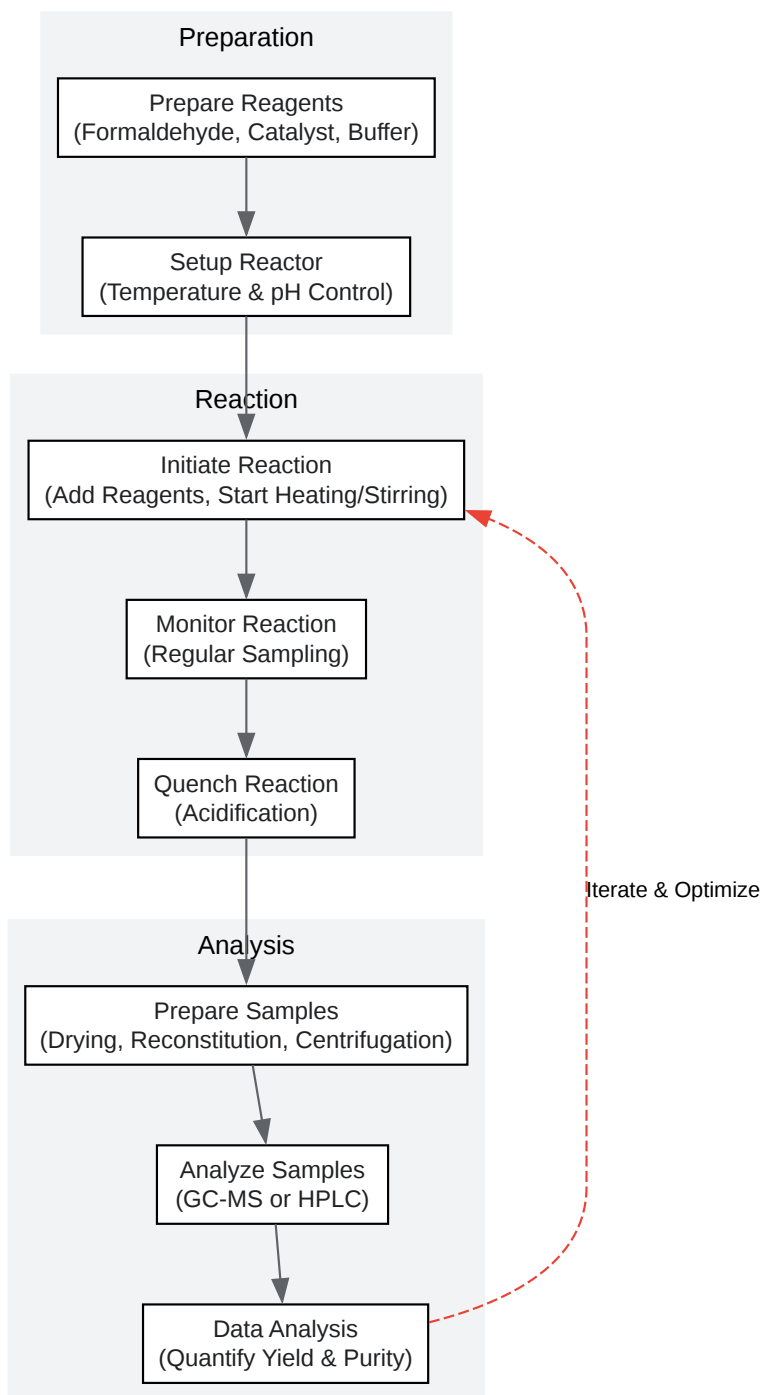 Preparation
Prepare Reagents
(Formaldehyde, Catalyst, Buffer)
Setup Reactor
(Temperature & pH Control)
Reaction
Initiate Reaction
(Add Reagents, Start Heating/Stirring)
Monitor Reaction
(Regular Sampling)
Quench Reaction
(Acidification)
Iterate & Optimize
Analysis
Prepare Samples
(Drying, Reconstitution, Centrifugation)
Analyze Samples
(GC-MS or HPLC)
Data Analysis
(Quantify Yield & Purity)